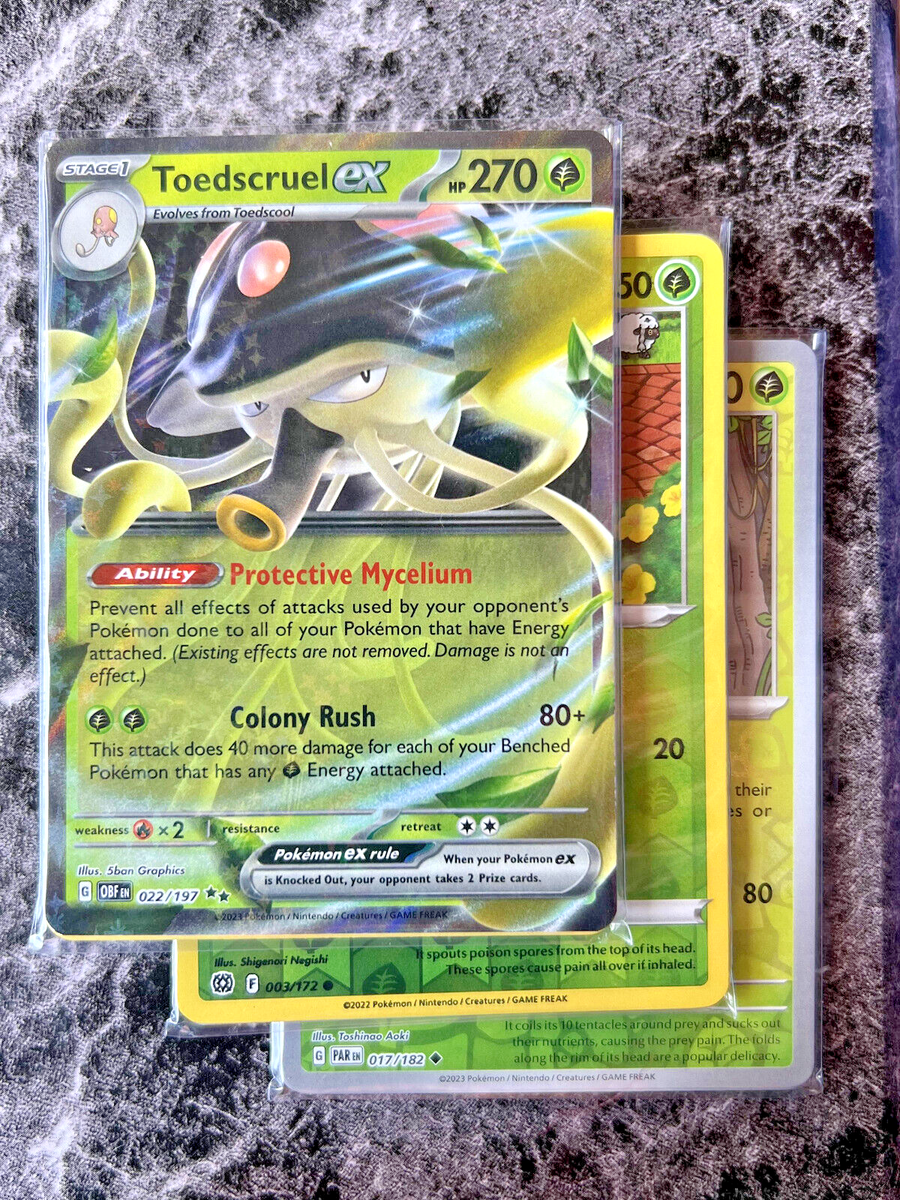 STAGE1 Toedscruel ex HP 270
Evolves from Toedscool
Ability Protective Mycelium
Prevent all effects of attacks used by your opponent's
Pokémon done to all of your Pokémon that have Energy
attached. (Existing effects are not removed. Damage is not an
effect.)
Colony Rush 80+
This attack does 40 more damage for each of your Benched
Pokémon that has any Energy attached.
weakness ×2 resistance retreat
Pokémon ex rule When your Pokémon ex
is Knocked Out, your opponent takes 2 Prize cards.
Illus. 5ban Graphics
G OBF EN 022/197
©2023 Pokémon / Nintendo / Creatures / GAME FREAK
50
20
Illus. Shigenori Negishi
It spouts poison spores from the top of its head.
These spores cause pain all over if inhaled.
F 003/172
©2022 Pokémon / Nintendo / Creatures / GAME FREAK
0
their
es or
80
Illus. Toshinao Aoki
It coils its 10 tentacles around prey and sucks out
their nutrients, causing the prey pain. The folds
along the rim of its head are a popular delicacy.
G PAR EN 017/182
©2023 Pokémon / Nintendo / Creatures / GAME FREAK